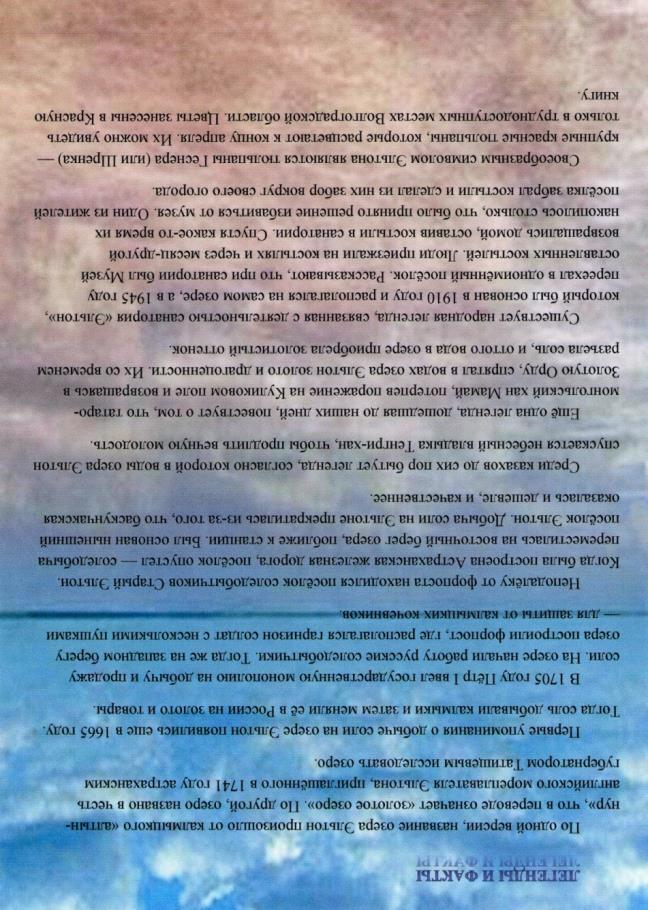 ЛЕГЕНДЫ И ФАКТЫ
По одной версии, название озера Эльтон произошло от калмыцкого «алтын-
нур», что в переводе означает «золотое озеро». По другой, озеро названо в честь
английского мореплавателя Эльтона, приглашённого в 1741 году астраханским
губернатором Татищевым исследовать озеро.
Первые упоминания о добыче соли на озере Эльтон появились еще в 1665 году.
Тогда соль добывали калмыки и затем меняли её в России на золото и товары.
В 1705 году Пётр I ввел государственную монополию на добычу и продажу
соли. На озере начали работу русские соледобытчики. Тогда же на западном берегу
озера построили форпост, где располагался гарнизон солдат с несколькими пушками
— для защиты от калмыцких кочевников.
Неподалёку от форпоста находился посёлок соледобытчиков Старый Эльтон.
Когда была построена Астраханская железная дорога, посёлок опустел — соледобыча
переместилась на восточный берег озера, поближе к станции. Был основан нынешний
посёлок Эльтон. Добыча соли на Эльтоне прекратилась из-за того, что баскунчакская
оказалась и дешевле, и качественнее.
Среди казахов до сих пор бытует легенда, согласно которой в воды озера Эльтон
спускается небесный владыка Тенгри-хан, чтобы продлить вечную молодость.
Ещё одна легенда, дошедшая до наших дней, повествует о том, что татаро-
монгольский хан Мамай, потерпев поражение на Куликовом поле и возвращаясь в
Золотую Орду, спрятал в водах озера Эльтон золото и драгоценности. Их со временем
разъела соль, и оттого вода в озере приобрела золотистый оттенок.
Существует народная легенда, связанная с деятельностью санатория «Эльтон»,
который был основан в 1910 году и располагался на самом озере, а в 1945 году
переехал в одноимённый посёлок. Рассказывают, что при санатории был Музей
оставленных костылей. Люди приезжали на костылях и через месяц-другой
возвращались домой, оставив костыли в санатории. Спустя какое-то время их
накопилось столько, что было принято решение избавиться от музея. Один из жителей
посёлка забрал костыли и сделал из них забор вокруг своего огорода.
Своеобразным символом Эльтона являются тюльпаны Геснера (или Шренка) —
крупные красные тюльпаны, которые расцветают к концу апреля. Их можно увидеть
только в труднодоступных местах Волгоградской области. Цветы занесены в Красную
книгу.